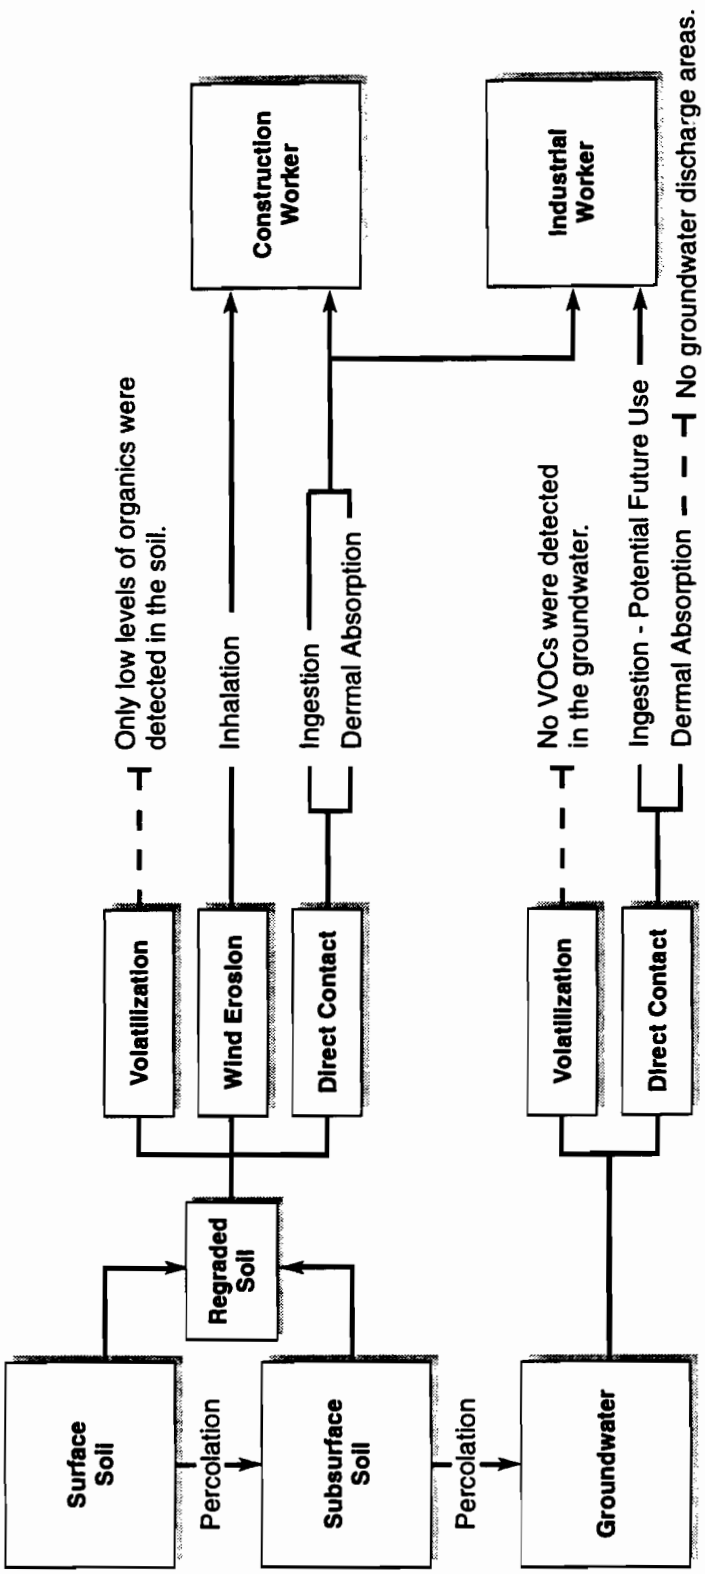 Surface
Soil
Percolation
Subsurface
Soil
Percolation
Groundwater
Regraded
Soil
Volatilization
Wind Erosion
Direct Contact
Volatilization
Direct Contact
Only low levels of organics were
detected in the soil.
Inhalation
Ingestion
Dermal Absorption
No VOCs were detected
in the groundwater.
Ingestion - Potential Future Use
Dermal Absorption
No groundwater discharge areas.
Construction
Worker
Industrial
Worker